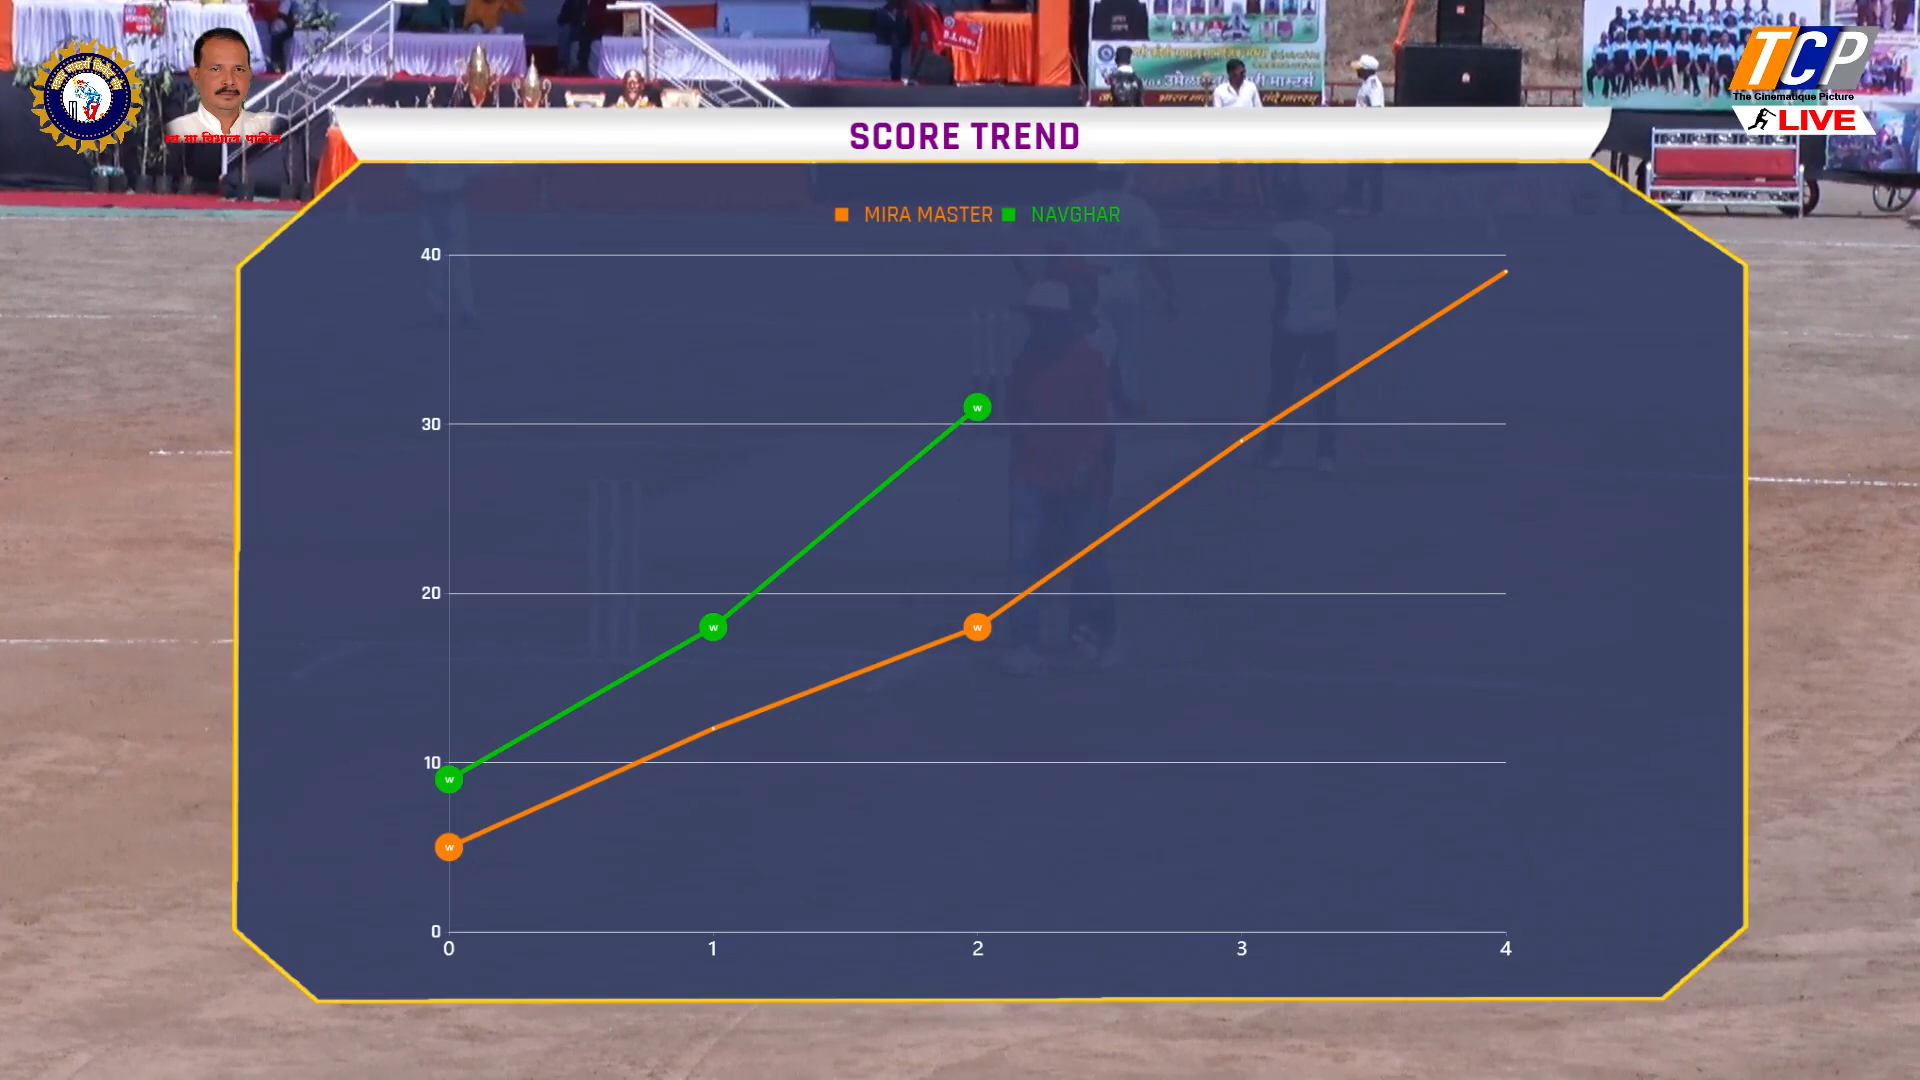 TCP
The Cinematique Picture
LIVE
SCORE TREND
MIRA MASTER
NAVGHAR
40
30
20
10
0
w
w
w
w
w
0
1
2
3
4